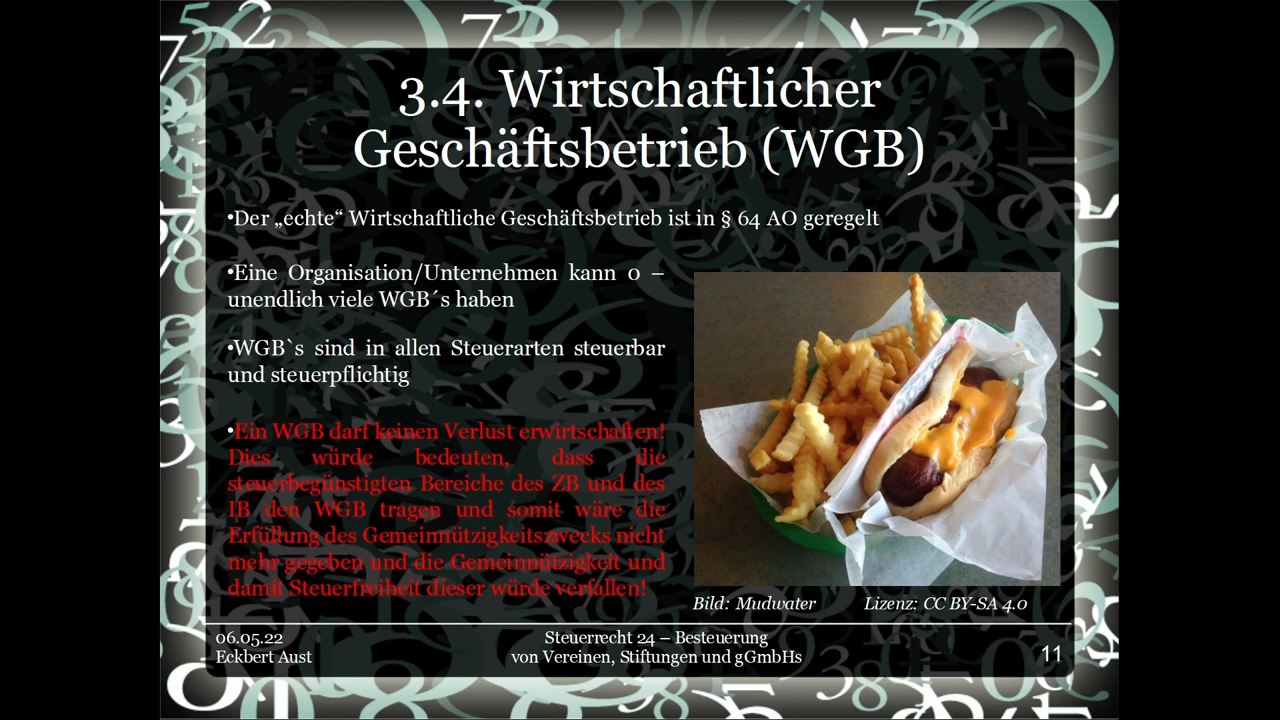 3.4. Wirtschaftlicher
Geschäftsbetrieb (WGB)
•Der „echte“ Wirtschaftliche Geschäftsbetrieb ist in § 64 AO geregelt
•Eine Organisation/Unternehmen kann 0 –
unendlich viele WGB´s haben
•WGB`s sind in allen Steuerarten steuerbar
und steuerpflichtig
•Ein WGB darf keinen Verlust erwirtschaften!
Dies würde bedeuten, dass die
steuerbegünstigten Bereiche des ZB und des
IB den WGB tragen und somit wäre die
Erfüllung des Gemeinnützigkeitszwecks nicht
mehr gegeben und die Gemeinnützigkeit und
damit Steuerfreiheit dieser würde verfallen!
Bild: Mudwater Lizenz: CC BY-SA 4.0
06.05.22
Eckbert Aust
Steuerrecht 24 – Besteuerung
von Vereinen, Stiftungen und gGmbHs
11